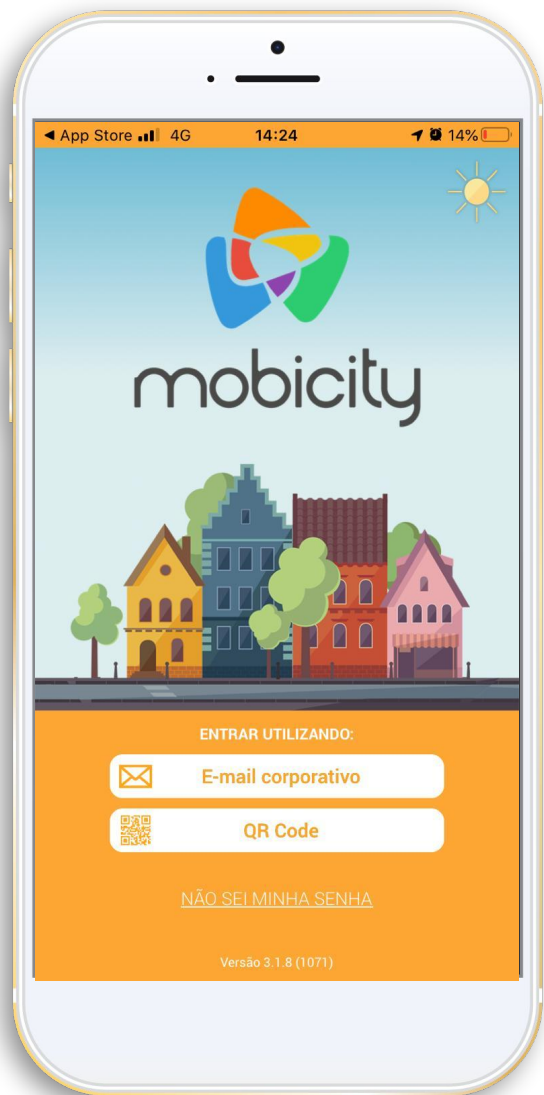 App Store 4G 14:24 14%
mobicity
ENTRAR UTILIZANDO:
E-mail corporativo
QR Code
NÃO SEI MINHA SENHA
Versão 3.1.8 (1071)